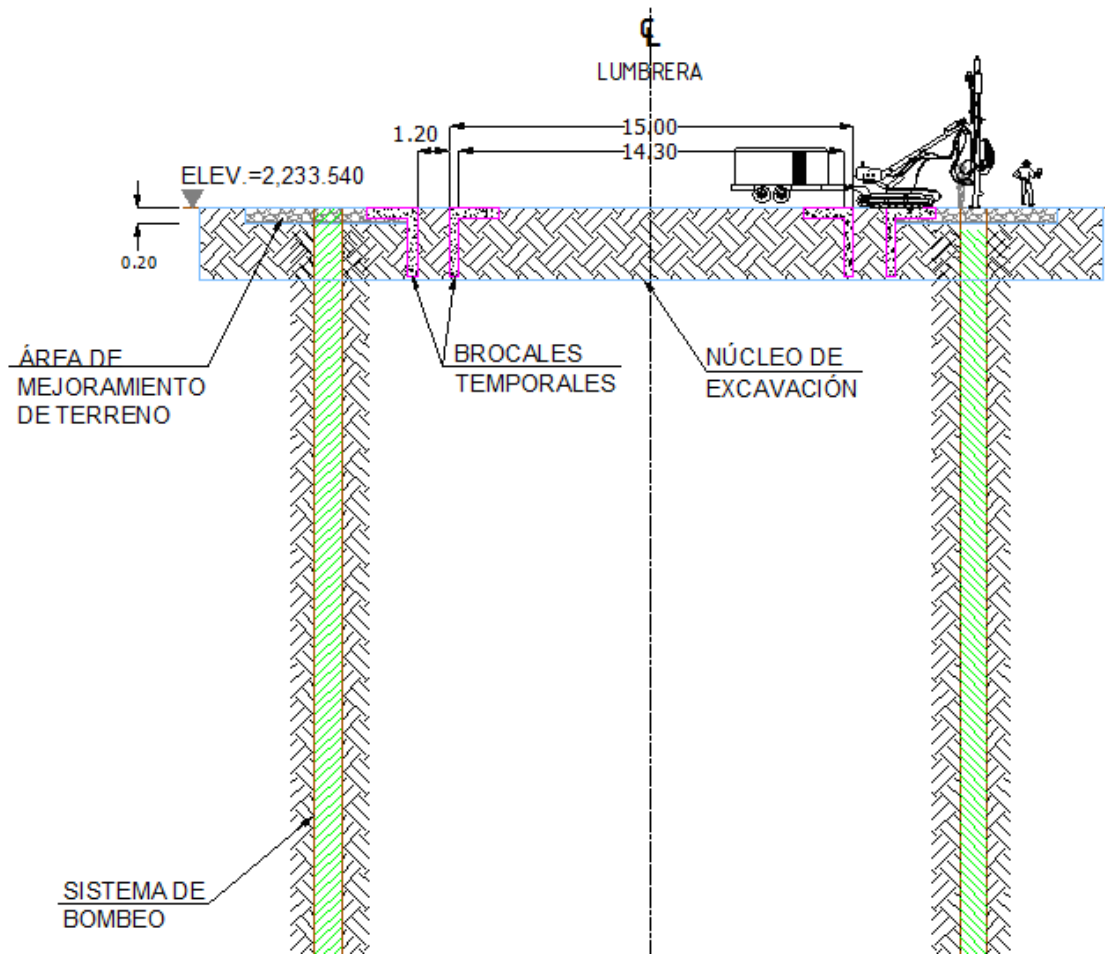 ℄
LUMBRERA
15.00
1.20
14.30
ELEV.=2,233.540
0.20
ÁREA DE
MEJORAMIENTO
DE TERRENO
BROCALES
TEMPORALES
NÚCLEO DE
EXCAVACIÓN
SISTEMA DE
BOMBEO